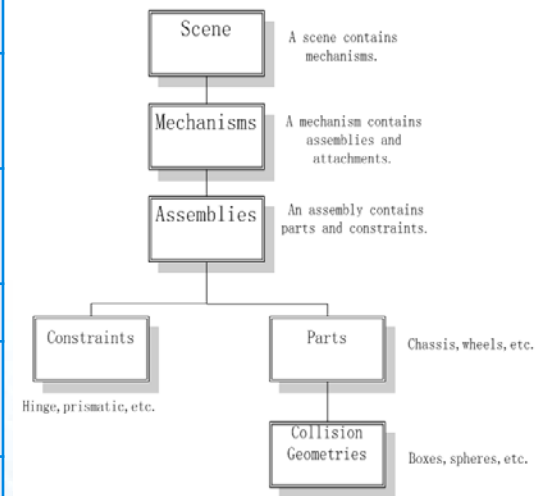 Scene
A scene contains
mechanisms.
Mechanisms
A mechanism contains
assemblies and
attachments.
Assemblies
An assembly contains
parts and constraints.
Constraints
Hinge,prismatic,etc.
Parts
Chassis,wheels,etc.
Collision
Geometries
Boxes,spheres,etc.